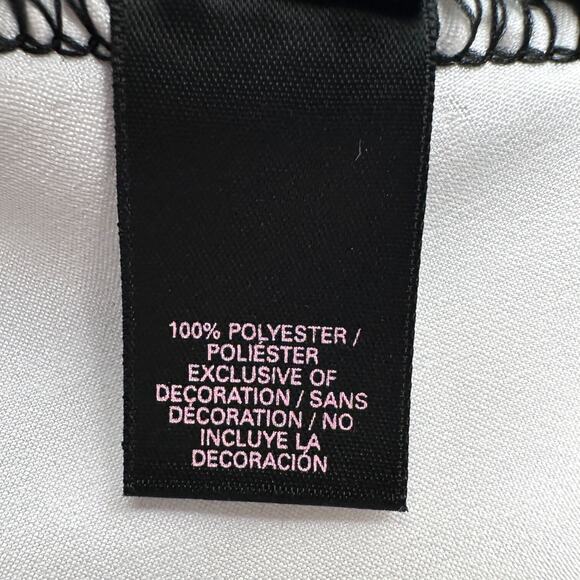 100% POLYESTER /
POLIÉSTER
EXCLUSIVE OF
DECORATION / SANS
DÉCORATION / NO
INCLUYE LA
DECORACIÓN